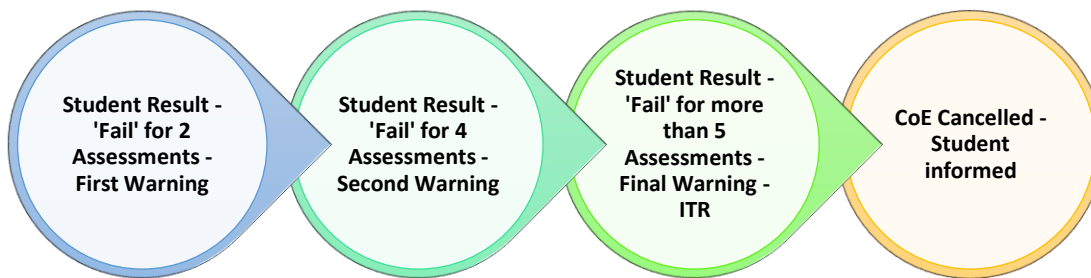 Student Result -
'Fail' for 2
Assessments -
First Warning
Student Result -
'Fail' for 4
Assessments -
Second Warning
Student Result -
'Fail' for more
than 5
Assessments -
Final Warning -
ITR
CoE Cancelled -
Student
informed